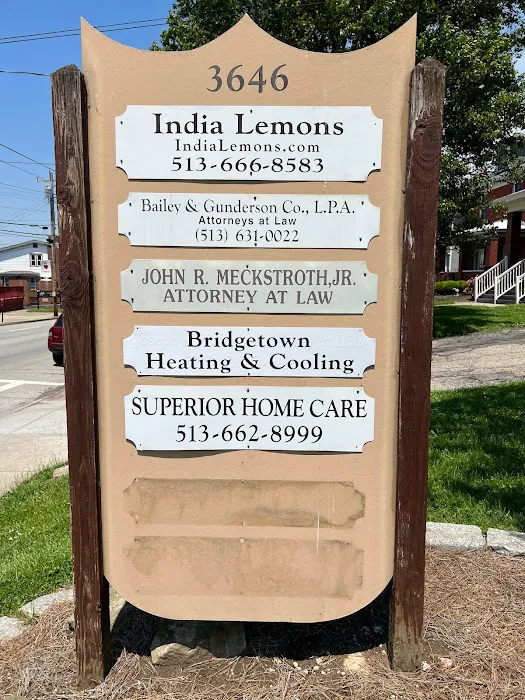 3646
India Lemons
IndiaLemons.com
513-666-8583
Bailey & Gunderson Co., L.P.A.
Attorneys at Law
(513) 631-0022
JOHN R. MECKSTROTH,JR.
ATTORNEY AT LAW
Bridgetown
Heating & Cooling
SUPERIOR HOME CARE
513-662-8999